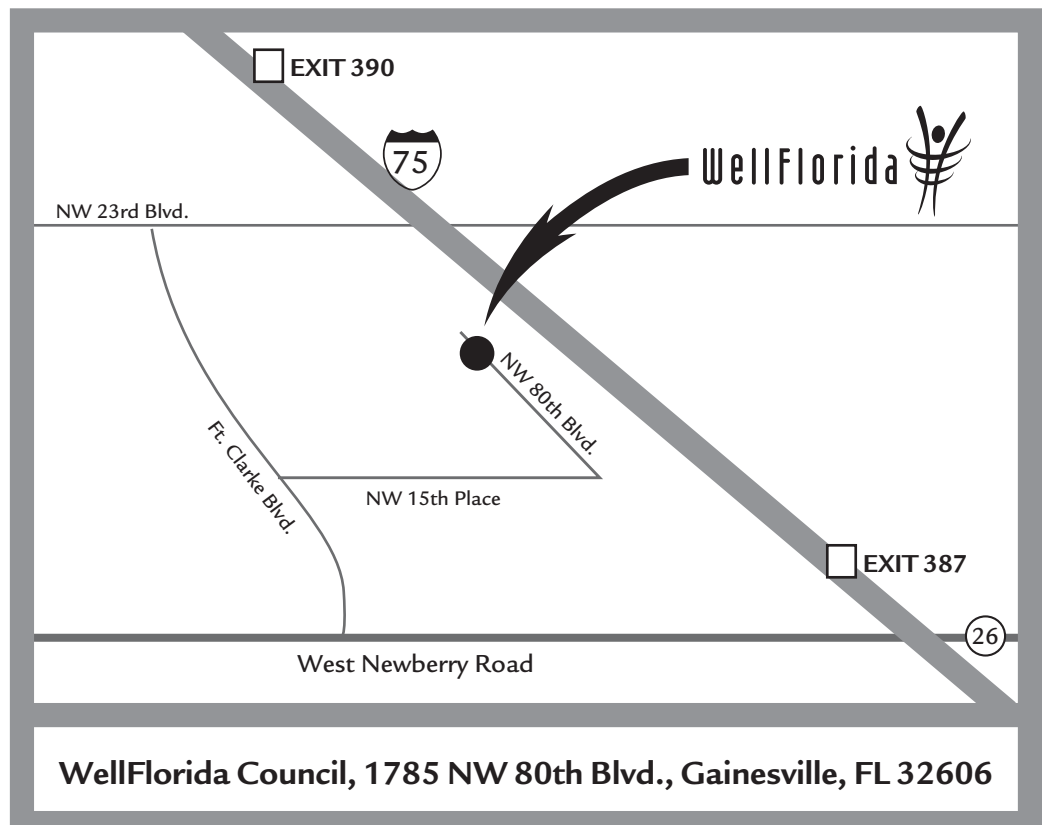 EXIT 390
75
WellFlorida
NW 23rd Blvd.
NW 80th Blvd.
Ft. Clarke Blvd.
NW 15th Place
EXIT 387
26
West Newberry Road
WellFlorida Council, 1785 NW 80th Blvd., Gainesville, FL 32606